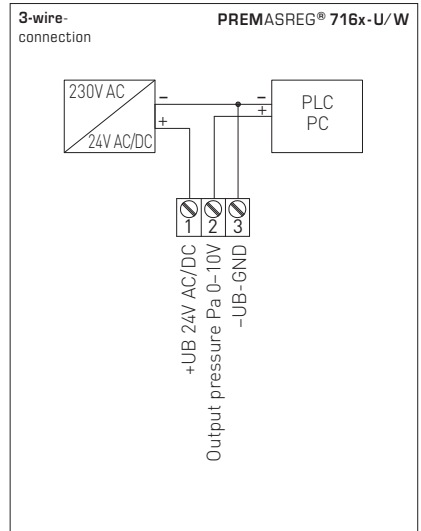 3-wire-
connection
PREMASREG® 716x-U/W
230V AC
24V AC/DC
–
+
–
+
PLC
PC
1
2
3
+UB 24V AC/DC
Output pressure Pa 0–10V
–UB-GND